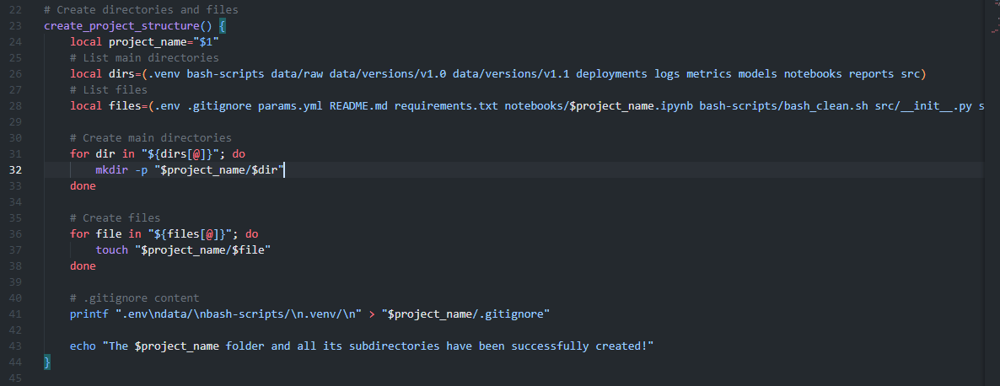 22 # Create directories and files
23 create_project_structure() {
24     local project_name="$1"
25     # List main directories
26     local dirs=(.venv bash-scripts data/raw data/versions/v1.0 data/versions/v1.1 deployments logs metrics models notebooks reports src)
27     # List files
28     local files=(.env .gitignore params.yml README.md requirements.txt notebooks/$project_name.ipynb bash-scripts/bash_clean.sh src/__init__.py s
29
30     # Create main directories
31     for dir in "${dirs[@]}"; do
32         mkdir -p "$project_name/$dir"
33     done
34
35     # Create files
36     for file in "${files[@]}"; do
37         touch "$project_name/$file"
38     done
39
40     # .gitignore content
41     printf ".env\ndata/\nbash-scripts/\n.venv/\n" > "$project_name/.gitignore"
42
43     echo "The $project_name folder and all its subdirectories have been successfully created!"
44 }
45